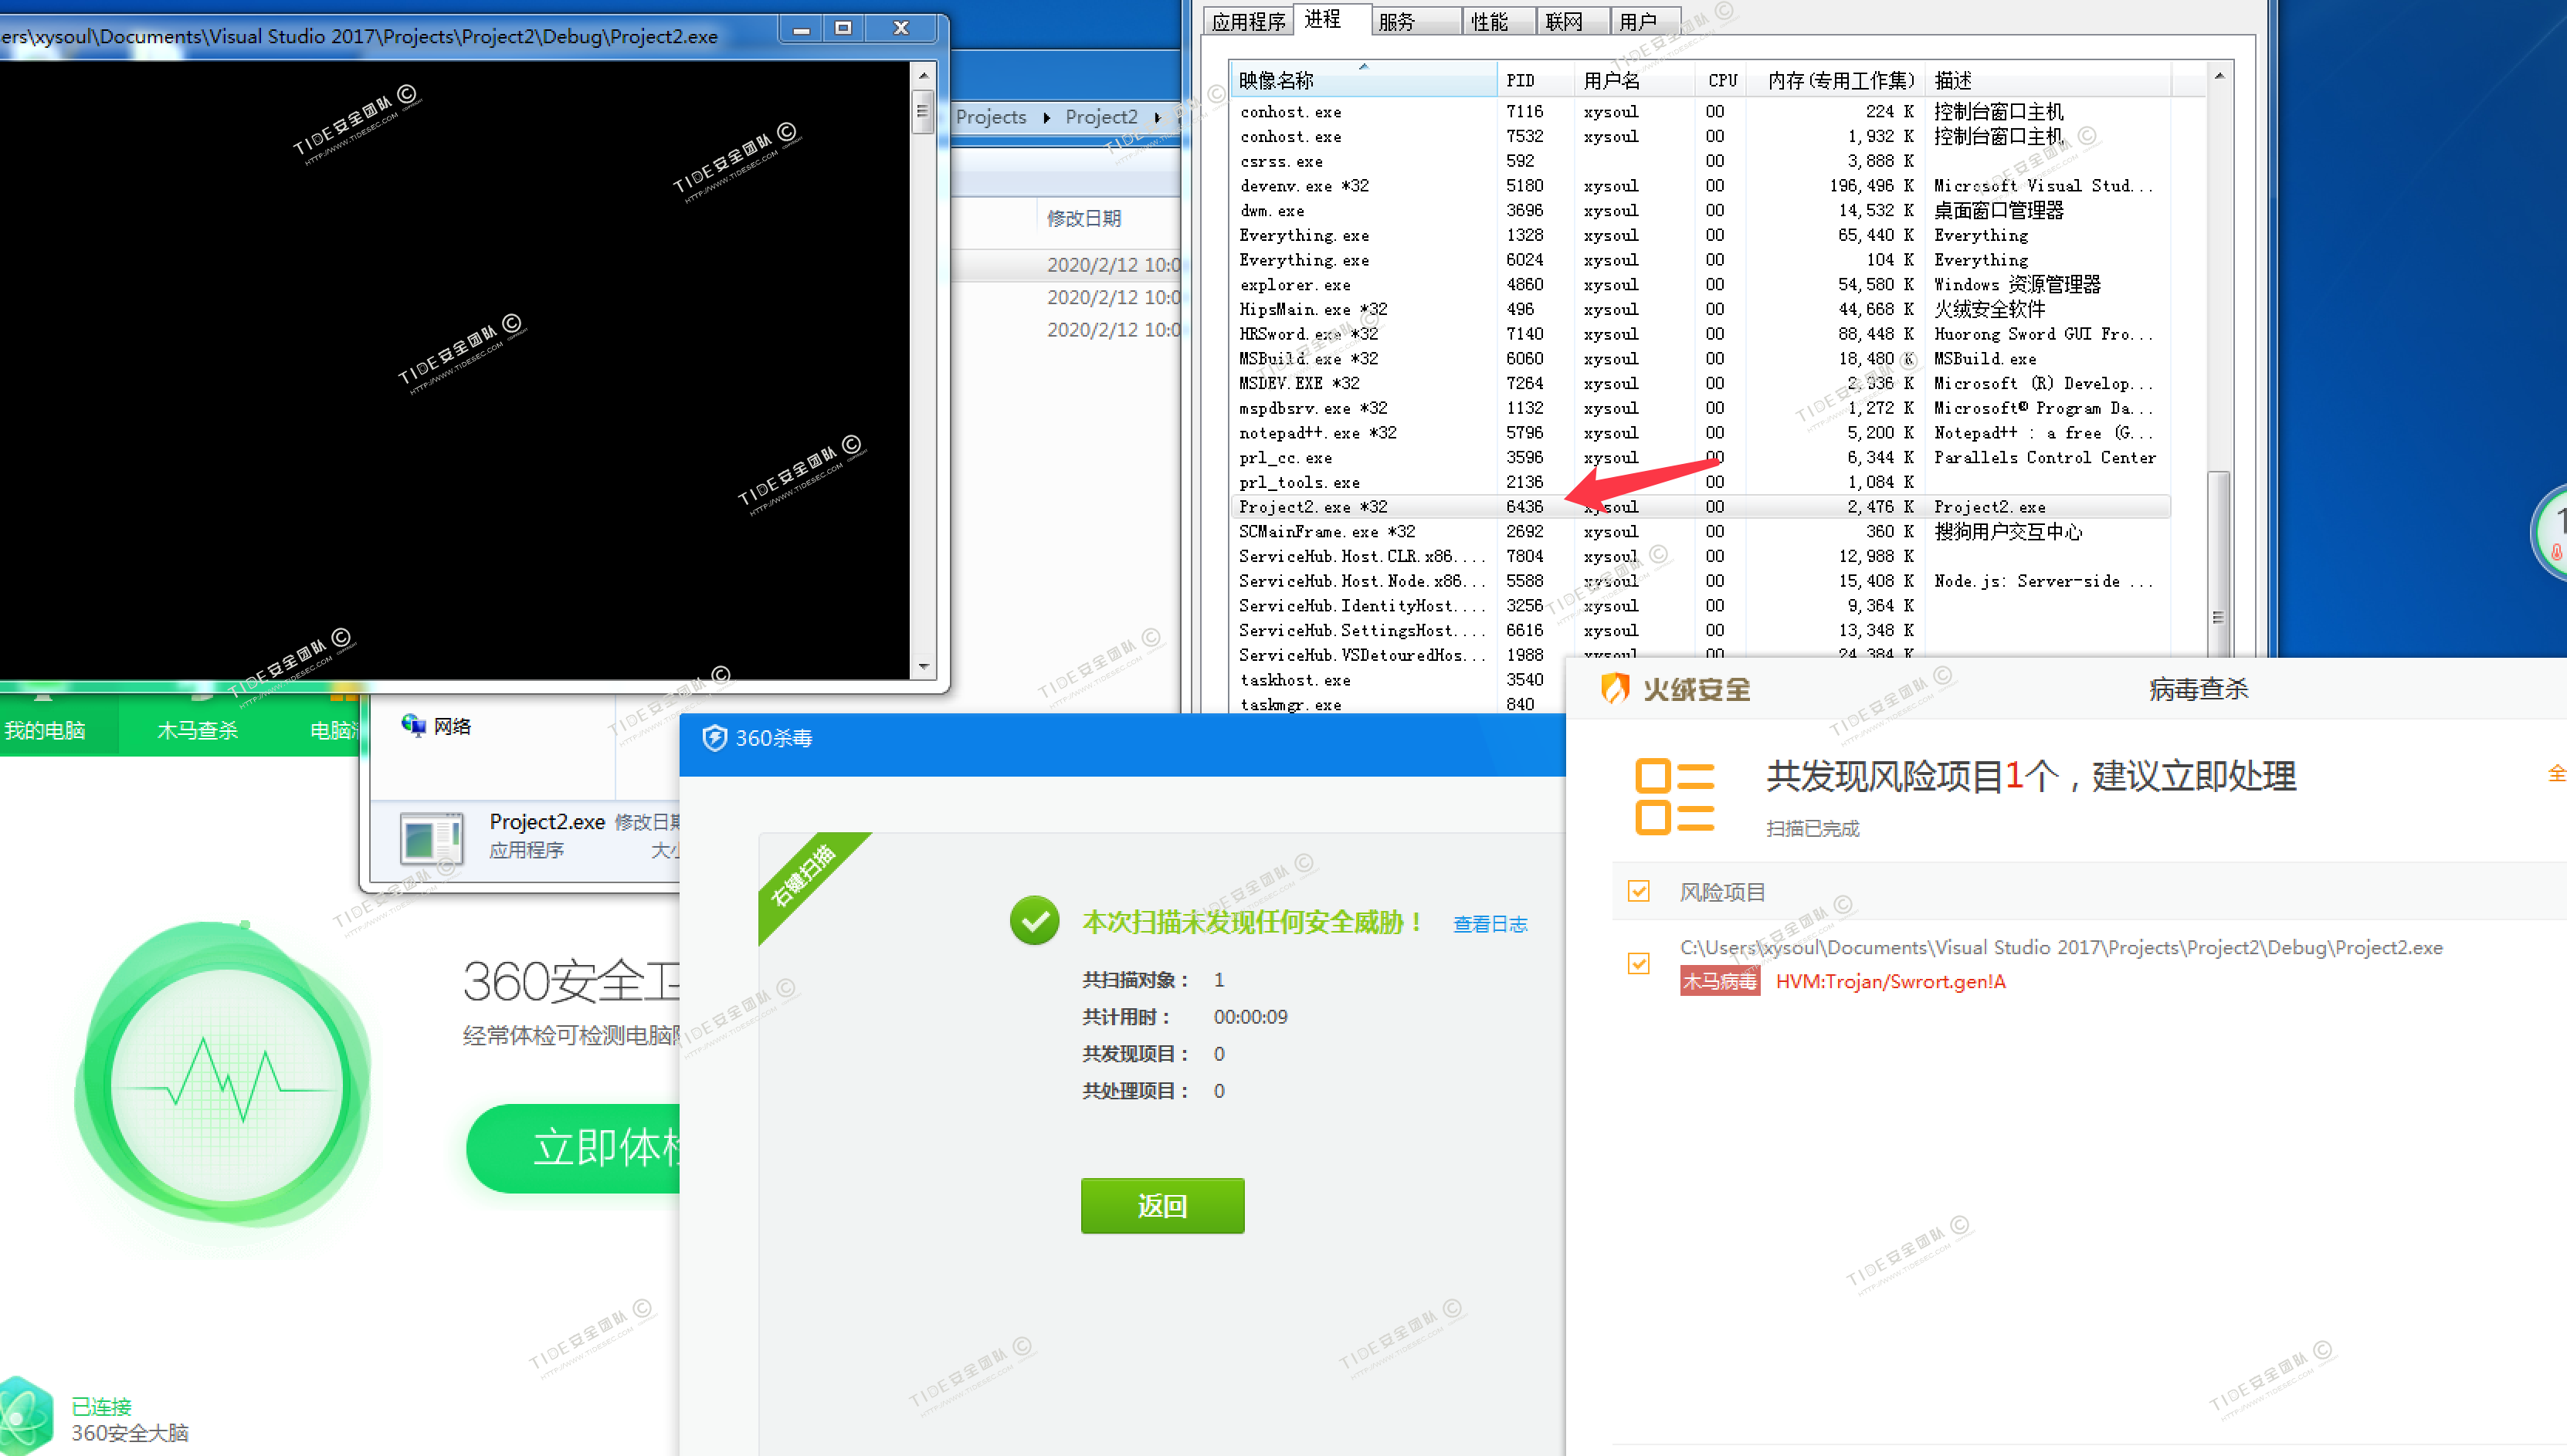 ers\xysoul\Documents\Visual Studio 2017\Projects\Project2\Debug\Project2.exe
Projects
Project2
修改日期
2020/2/12 10:0
2020/2/12 10:0
2020/2/12 10:0
应用程序 进程 服务 性能 联网 用户
映像名称 PID 用户名 CPU 内存(专用工作集) 描述
conhost.exe 7116 xysoul 00 224 K 控制台窗口主机
conhost.exe 7532 xysoul 00 1,932 K 控制台窗口主机
csrss.exe 592 00 3,888 K
devenv.exe *32 5180 xysoul 00 196,496 K Microsoft Visual Stud...
dwm.exe 3696 xysoul 00 14,532 K 桌面窗口管理器
Everything.exe 1328 xysoul 00 65,440 K Everything
Everything.exe 6024 xysoul 00 104 K Everything
explorer.exe 4860 xysoul 00 54,580 K Windows 资源管理器
HipsMain.exe *32 496 xysoul 00 44,668 K 火绒安全软件
HRSword.exe *32 7140 xysoul 00 88,448 K Huorong Sword GUI Fro...
MSBuild.exe *32 6060 xysoul 00 18,480 K MSBuild.exe
MSDEV.EXE *32 7264 xysoul 00 2,936 K Microsoft (R) Develop...
mspdbsrv.exe *32 1132 xysoul 00 1,272 K Microsoft® Program Da...
notepad++.exe *32 5796 xysoul 00 5,200 K Notepad++ : a free (G...
prl_cc.exe 3596 xysoul 00 6,344 K Parallels Control Center
prl_tools.exe 2136 00 1,084 K
Project2.exe *32 6436 xysoul 00 2,476 K Project2.exe
SCMainFrame.exe *32 2692 xysoul 00 360 K 搜狗用户交互中心
ServiceHub.Host.CLR.x86.... 7804 xysoul 00 12,988 K
ServiceHub.Host.Node.x86... 5588 xysoul 00 15,408 K Node.js: Server-side ...
ServiceHub.IdentityHost.... 3256 xysoul 00 9,364 K
ServiceHub.SettingsHost.... 6616 xysoul 00 13,348 K
ServiceHub.VSDetouredHos... 1988 xysoul 00 24,384 K
taskhost.exe 3540
taskmgr.exe 840
我的电脑 木马查杀 电脑清
网络
Project2.exe 修改日期
应用程序 大小
360安全卫
经常体检可检测电脑
立即体检
已连接
360安全大脑
360杀毒
右键扫描
本次扫描未发现任何安全威胁！ 查看日志
共扫描对象： 1
共计用时： 00:00:09
共发现项目： 0
共处理项目： 0
返回
火绒安全
病毒查杀
共发现风险项目1个，建议立即处理
全
扫描已完成
风险项目
C:\Users\xysoul\Documents\Visual Studio 2017\Projects\Project2\Debug\Project2.exe
木马病毒 HVM:Trojan/Swrort.gen!A
TIDE安全团队 ©
HTTP://WWW.TIDESEC.COM